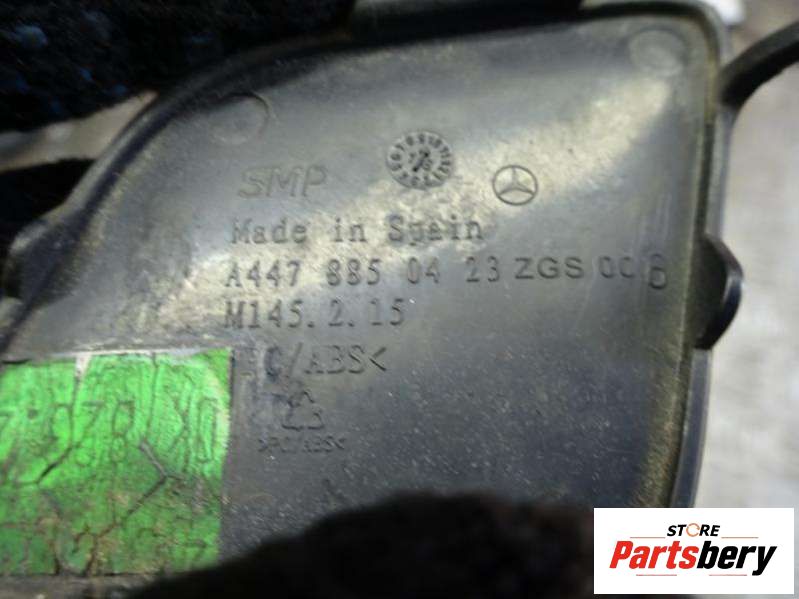 SMP
Made in Spain
A447 885 04 23 ZGS 006
M145.2.15
PC/ABS<
>PC/ABS<
STORE
Partsbery